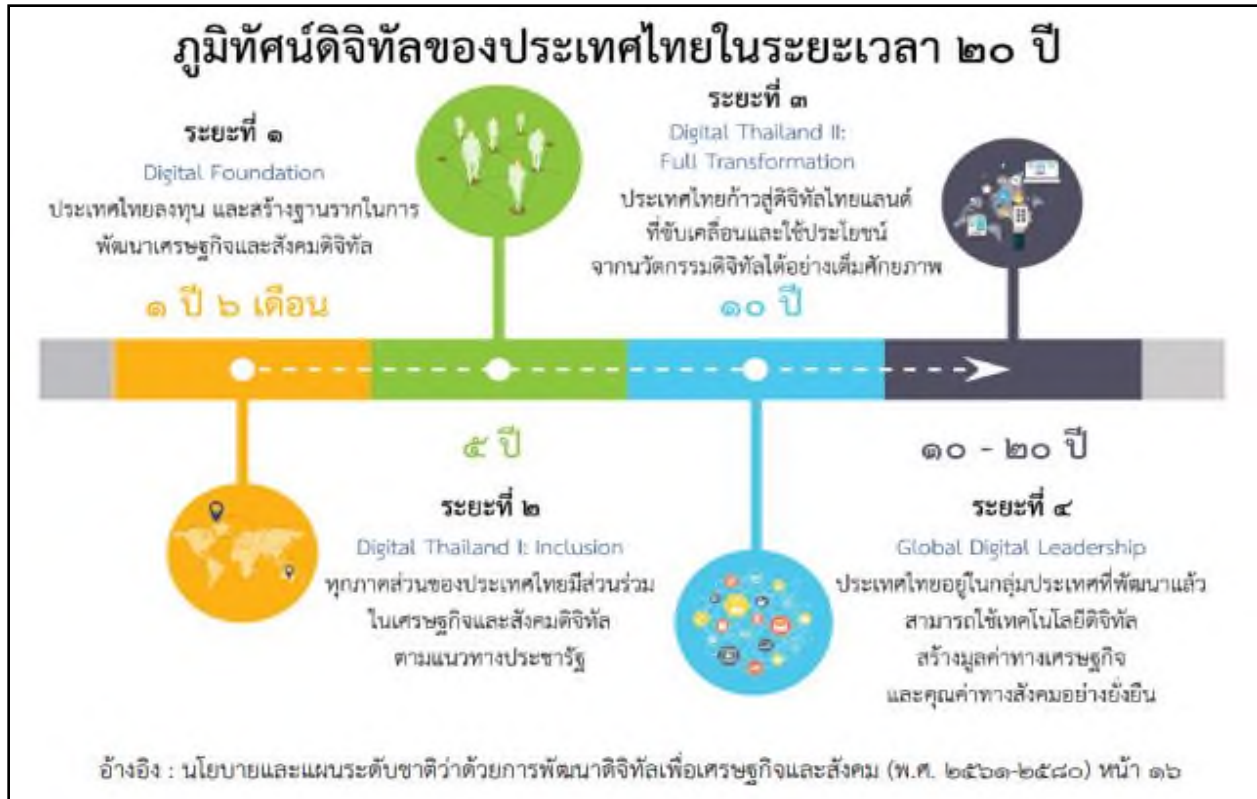 ภูมิทัศน์ดิจิทัลของประเทศไทยในระยะเวลา ๒๐ ปี
ระยะที่ ๑
Digital Foundation
ประเทศไทยลงทุน และสร้างฐานรากในการ
พัฒนาเศรษฐกิจและสังคมดิจิทัล
๑ ปี ๖ เดือน
๕ ปี
ระยะที่ ๒
Digital Thailand I: Inclusion
ทุกภาคส่วนของประเทศไทยมีส่วนร่วม
ในเศรษฐกิจและสังคมดิจิทัล
ตามแนวทางประชารัฐ
ระยะที่ ๓
Digital Thailand II:
Full Transformation
ประเทศไทยก้าวสู่ดิจิทัลไทยแลนด์
ที่ขับเคลื่อนและใช้ประโยชน์
จากนวัตกรรมดิจิทัลได้อย่างเต็มศักยภาพ
๑๐ ปี
๑๐ - ๒๐ ปี
ระยะที่ ๔
Global Digital Leadership
ประเทศไทยอยู่ในกลุ่มประเทศที่พัฒนาแล้ว
สามารถใช้เทคโนโลยีดิจิทัล
สร้างมูลค่าทางเศรษฐกิจ
และคุณค่าทางสังคมอย่างยั่งยืน
อ้างอิง : นโยบายและแผนระดับชาติว่าด้วยการพัฒนาดิจิทัลเพื่อเศรษฐกิจและสังคม (พ.ศ. ๒๕๖๑-๒๕๘๐) หน้า ๑๖